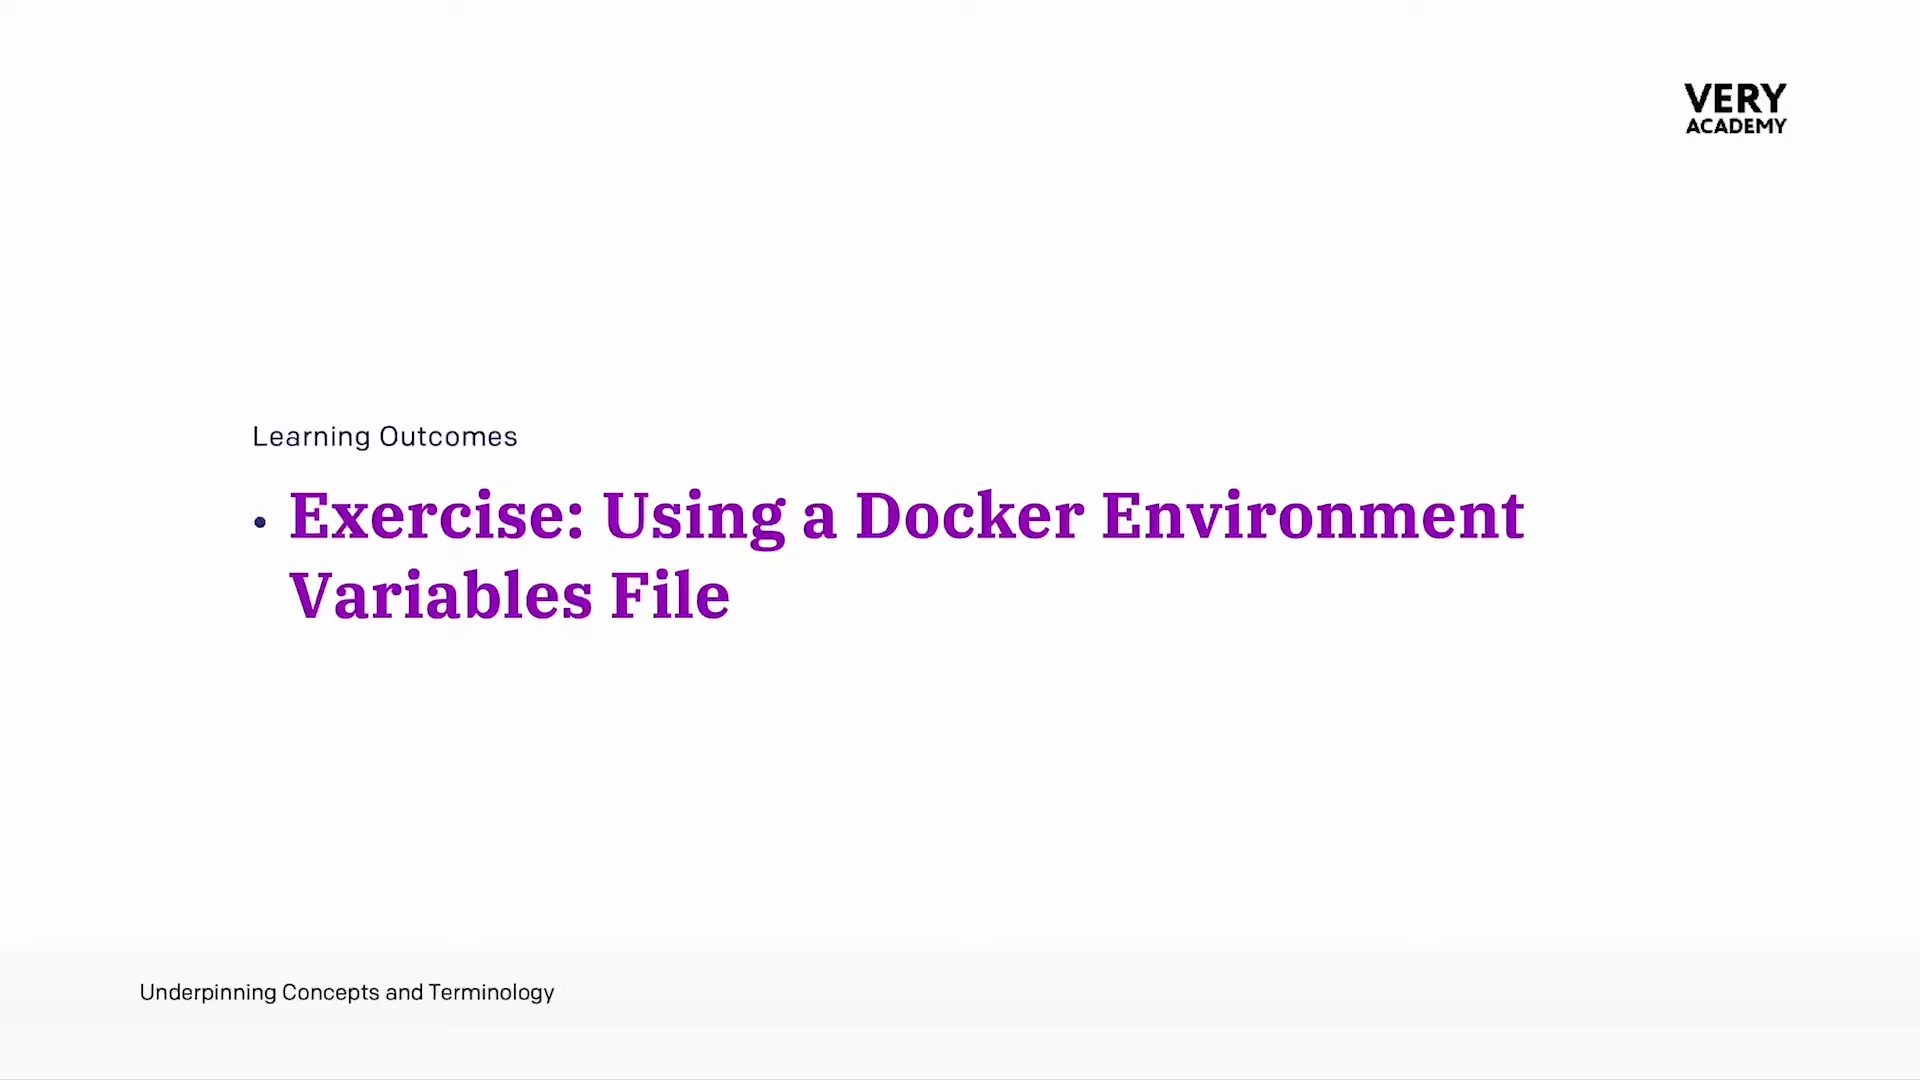 VERY
ACADEMY
Learning Outcomes
• Exercise: Using a Docker Environment
Variables File
Underpinning Concepts and Terminology